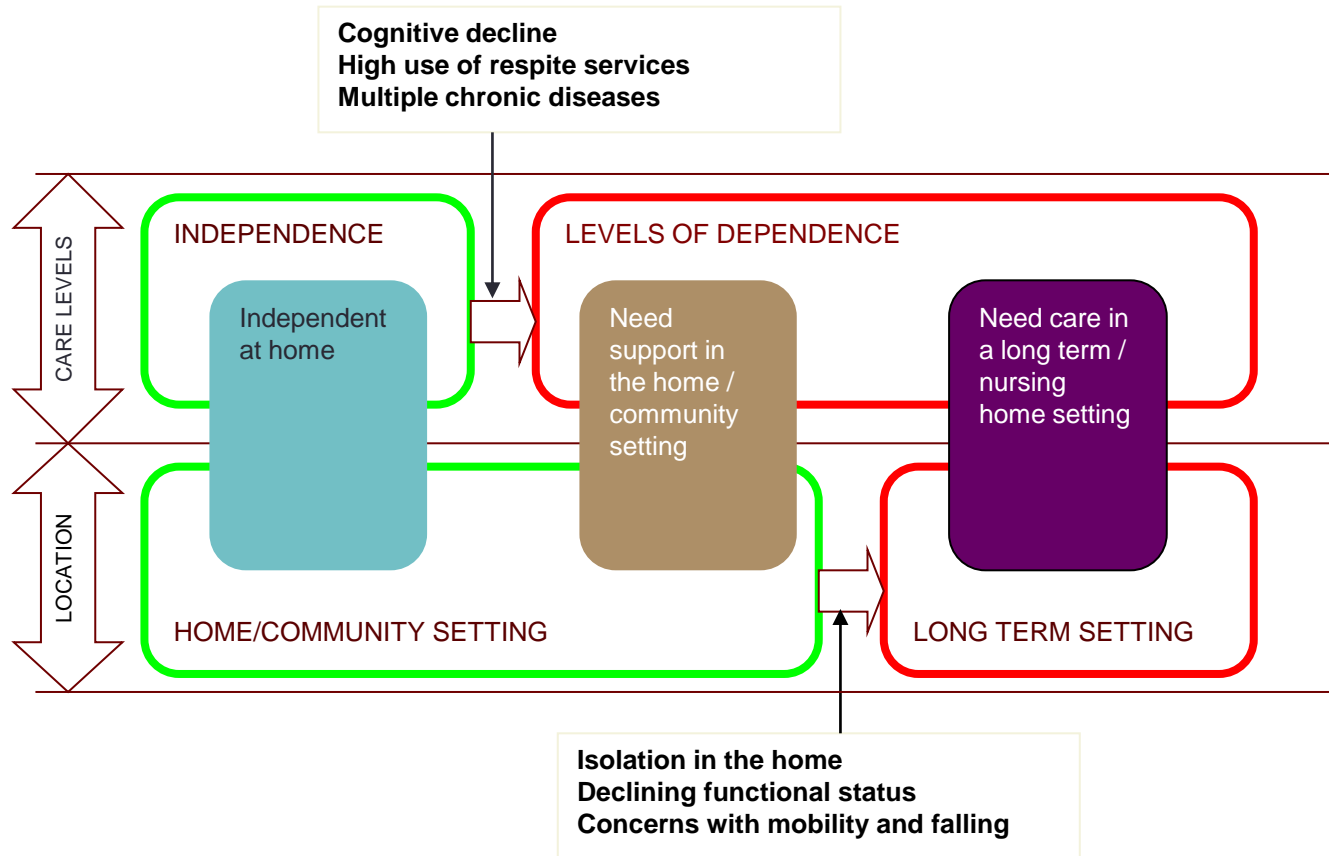 Cognitive decline
High use of respite services
Multiple chronic diseases
CARE LEVELS
INDEPENDENCE
LEVELS OF DEPENDENCE
Independent
at home
Need
support in
the home /
community
setting
Need care in
a long term /
nursing
home setting
LOCATION
HOME/COMMUNITY SETTING
LONG TERM SETTING
Isolation in the home
Declining functional status
Concerns with mobility and falling